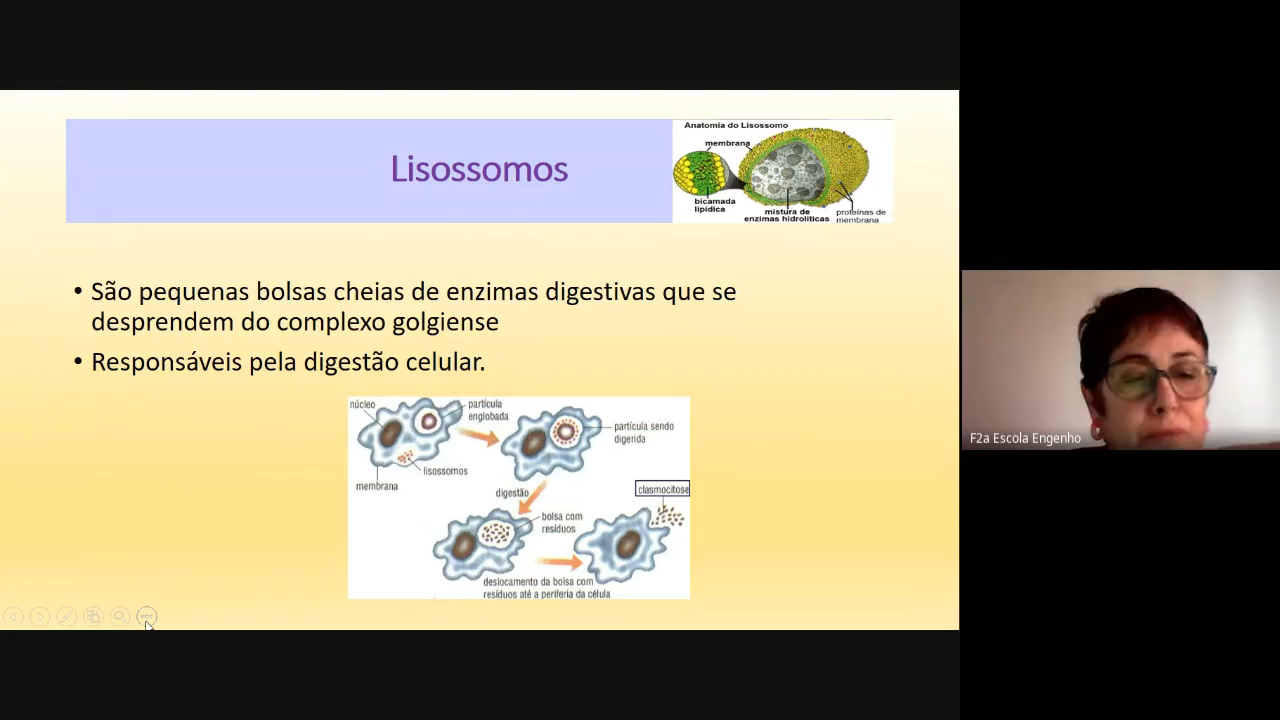 Lisossomos
Anatomia do Lisossomo
membrana
bicamada
lipídica
mistura de
enzimas hidrolíticas
proteínas de
membrana
• São pequenas bolsas cheias de enzimas digestivas que se
desprendem do complexo golgiense
• Responsáveis pela digestão celular.
núcleo
partícula
englobada
partícula sendo
digerida
lisossomos
membrana
digestão
clasmocitose
bolsa com
resíduos
deslocamento da bolsa com
resíduos até a periferia da célula
F2a Escola Engenho